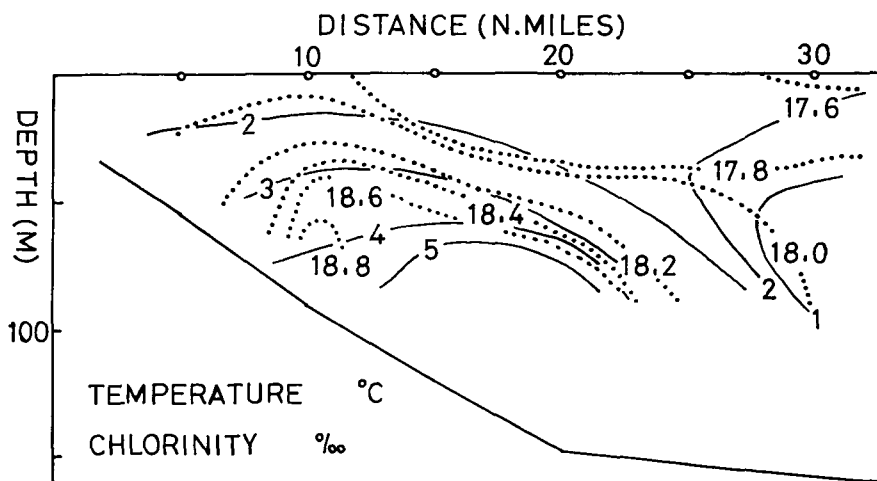 DISTANCE (N.MILES)
10 20 30
DEPTH (M)
17.6
2
17.8
3
18.6
18.4
4
18.8
5
18.2
18.0
2
1
100
TEMPERATURE °C
CHLORINITY ‰